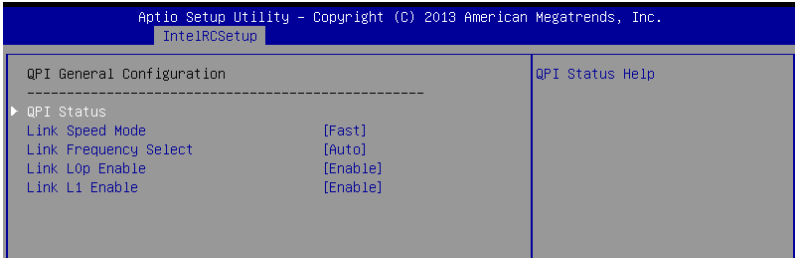 Aptio Setup Utility – Copyright (C) 2013 American Megatrends, Inc.
IntelRCSetup
QPI General Configuration
QPI Status Help
--------------------------------------------------
QPI Status
Link Speed Mode [Fast]
Link Frequency Select [Auto]
Link L0p Enable [Enable]
Link L1 Enable [Enable]